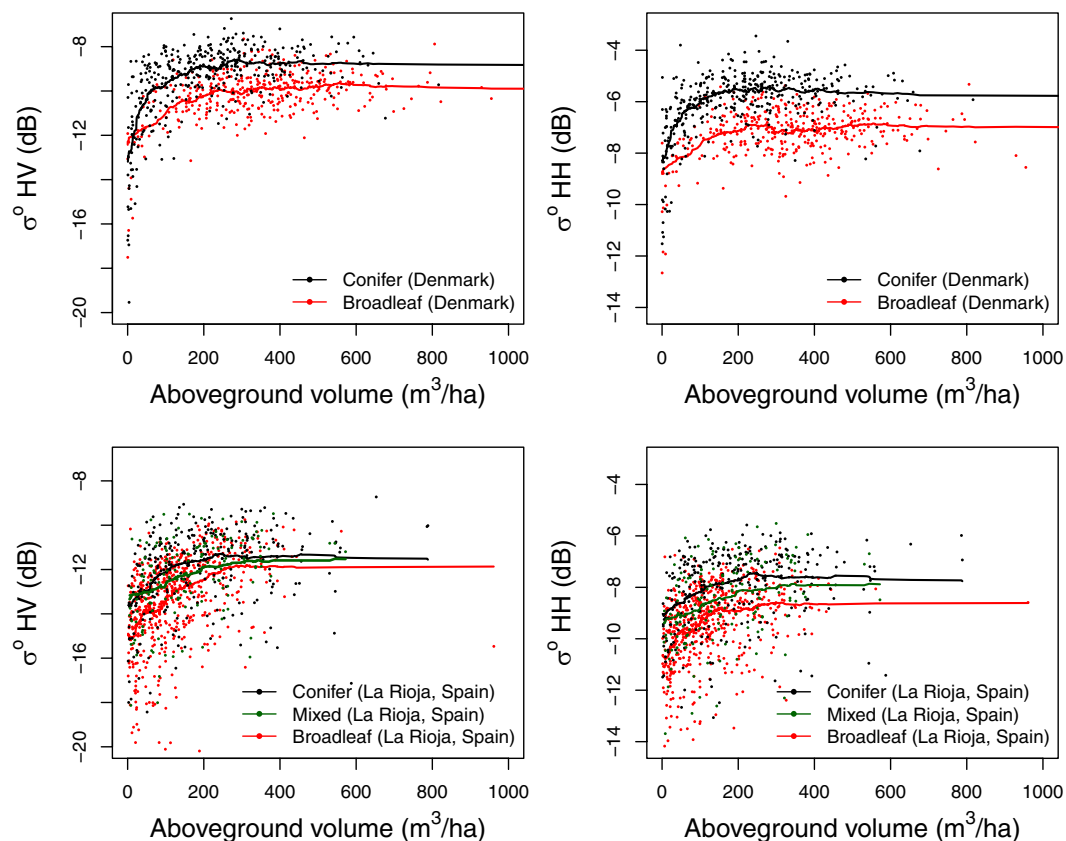 −8
−12
−16
−20
σ° HV (dB)
Conifer (Denmark)
Broadleaf (Denmark)
0 200 400 600 800 1000
Aboveground volume (m³/ha)
−4
−6
−8
−10
−12
−14
σ° HH (dB)
Conifer (Denmark)
Broadleaf (Denmark)
0 200 400 600 800 1000
Aboveground volume (m³/ha)
−8
−12
−16
−20
σ° HV (dB)
Conifer (La Rioja, Spain)
Mixed (La Rioja, Spain)
Broadleaf (La Rioja, Spain)
0 200 400 600 800 1000
Aboveground volume (m³/ha)
−4
−6
−8
−10
−12
−14
σ° HH (dB)
Conifer (La Rioja, Spain)
Mixed (La Rioja, Spain)
Broadleaf (La Rioja, Spain)
0 200 400 600 800 1000
Aboveground volume (m³/ha)